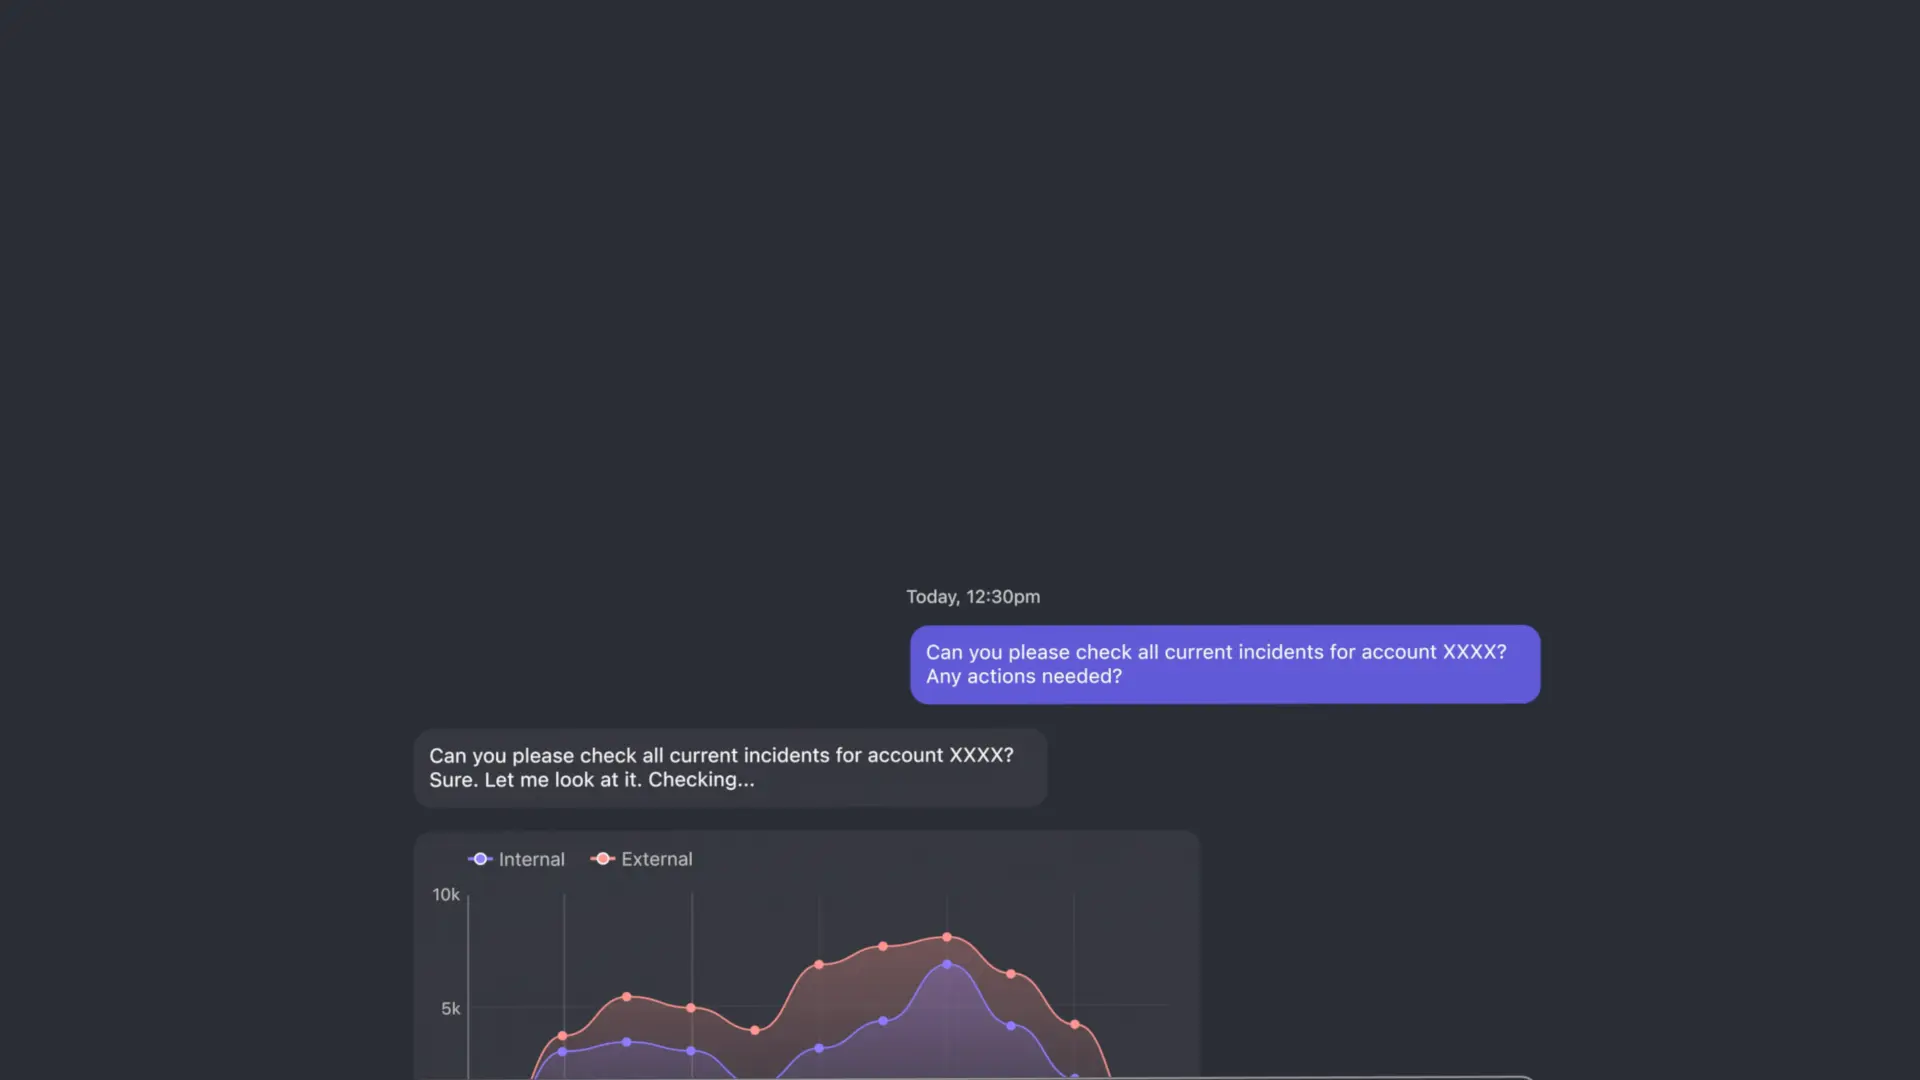 Today, 12:30pm
Can you please check all current incidents for account XXXX?
Any actions needed?
Can you please check all current incidents for account XXXX?
Sure. Let me look at it. Checking...
Internal External
10k
5k